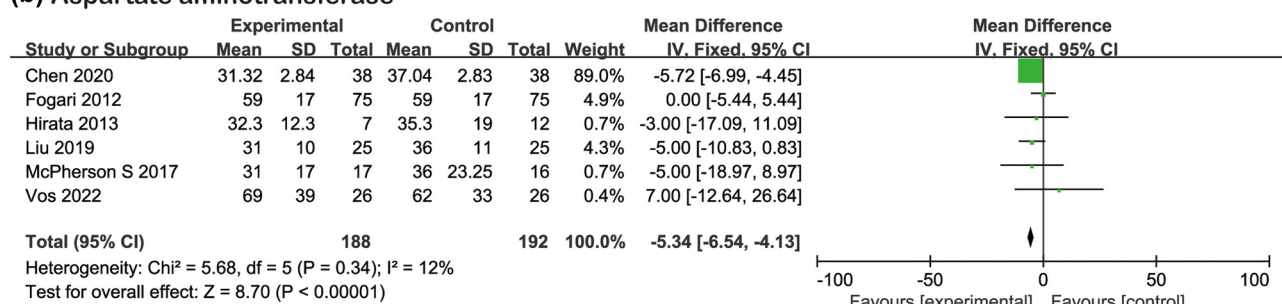 (b) Aspartate aminotransferase
Experimental Control Mean Difference Mean Difference
Study or Subgroup Mean SD Total Mean SD Total Weight IV, Fixed, 95% CI IV, Fixed, 95% CI
Chen 2020 31.32 2.84 38 37.04 2.83 38 89.0% -5.72 [-6.99, -4.45]
Fogari 2012 59 17 75 59 17 75 4.9% 0.00 [-5.44, 5.44]
Hirata 2013 32.3 12.3 7 35.3 19 12 0.7% -3.00 [-17.09, 11.09]
Liu 2019 31 10 25 36 11 25 4.3% -5.00 [-10.83, 0.83]
McPherson S 2017 31 17 17 36 23.25 16 0.7% -5.00 [-18.97, 8.97]
Vos 2022 69 39 26 62 33 26 0.4% 7.00 [-12.64, 26.64]
Total (95% CI) 188 192 100.0% -5.34 [-6.54, -4.13]
Heterogeneity: Chi² = 5.68, df = 5 (P = 0.34); I² = 12%
Test for overall effect: Z = 8.70 (P < 0.00001)
-100 -50 0 50 100
Favours [experimental] Favours [control]